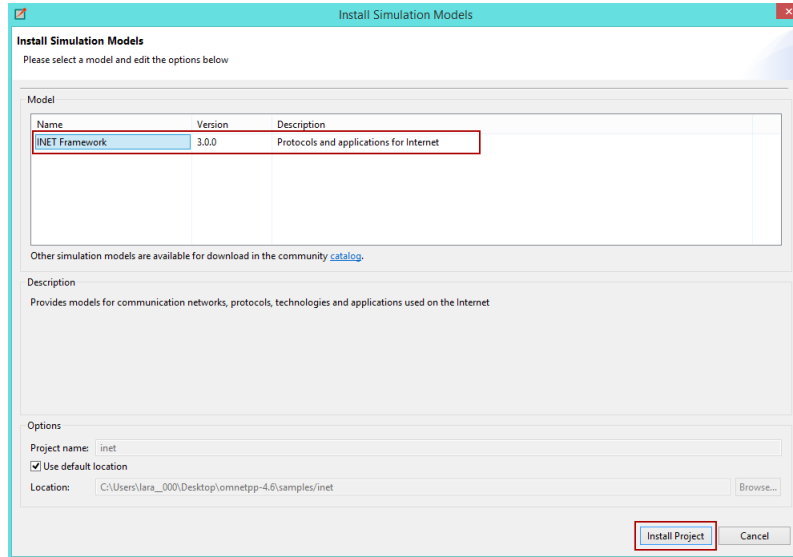 Install Simulation Models
Install Simulation Models
Please select a model and edit the options below
Model
Name Version Description
INET Framework 3.0.0 Protocols and applications for Internet
Other simulation models are available for download in the community catalog.
Description
Provides models for communication networks, protocols, technologies and applications used on the Internet
Options
Project name: inet
Use default location
Location: C:\Users\lara__000\Desktop\omnetpp-4.6\samples/inet Browse...
Install Project Cancel